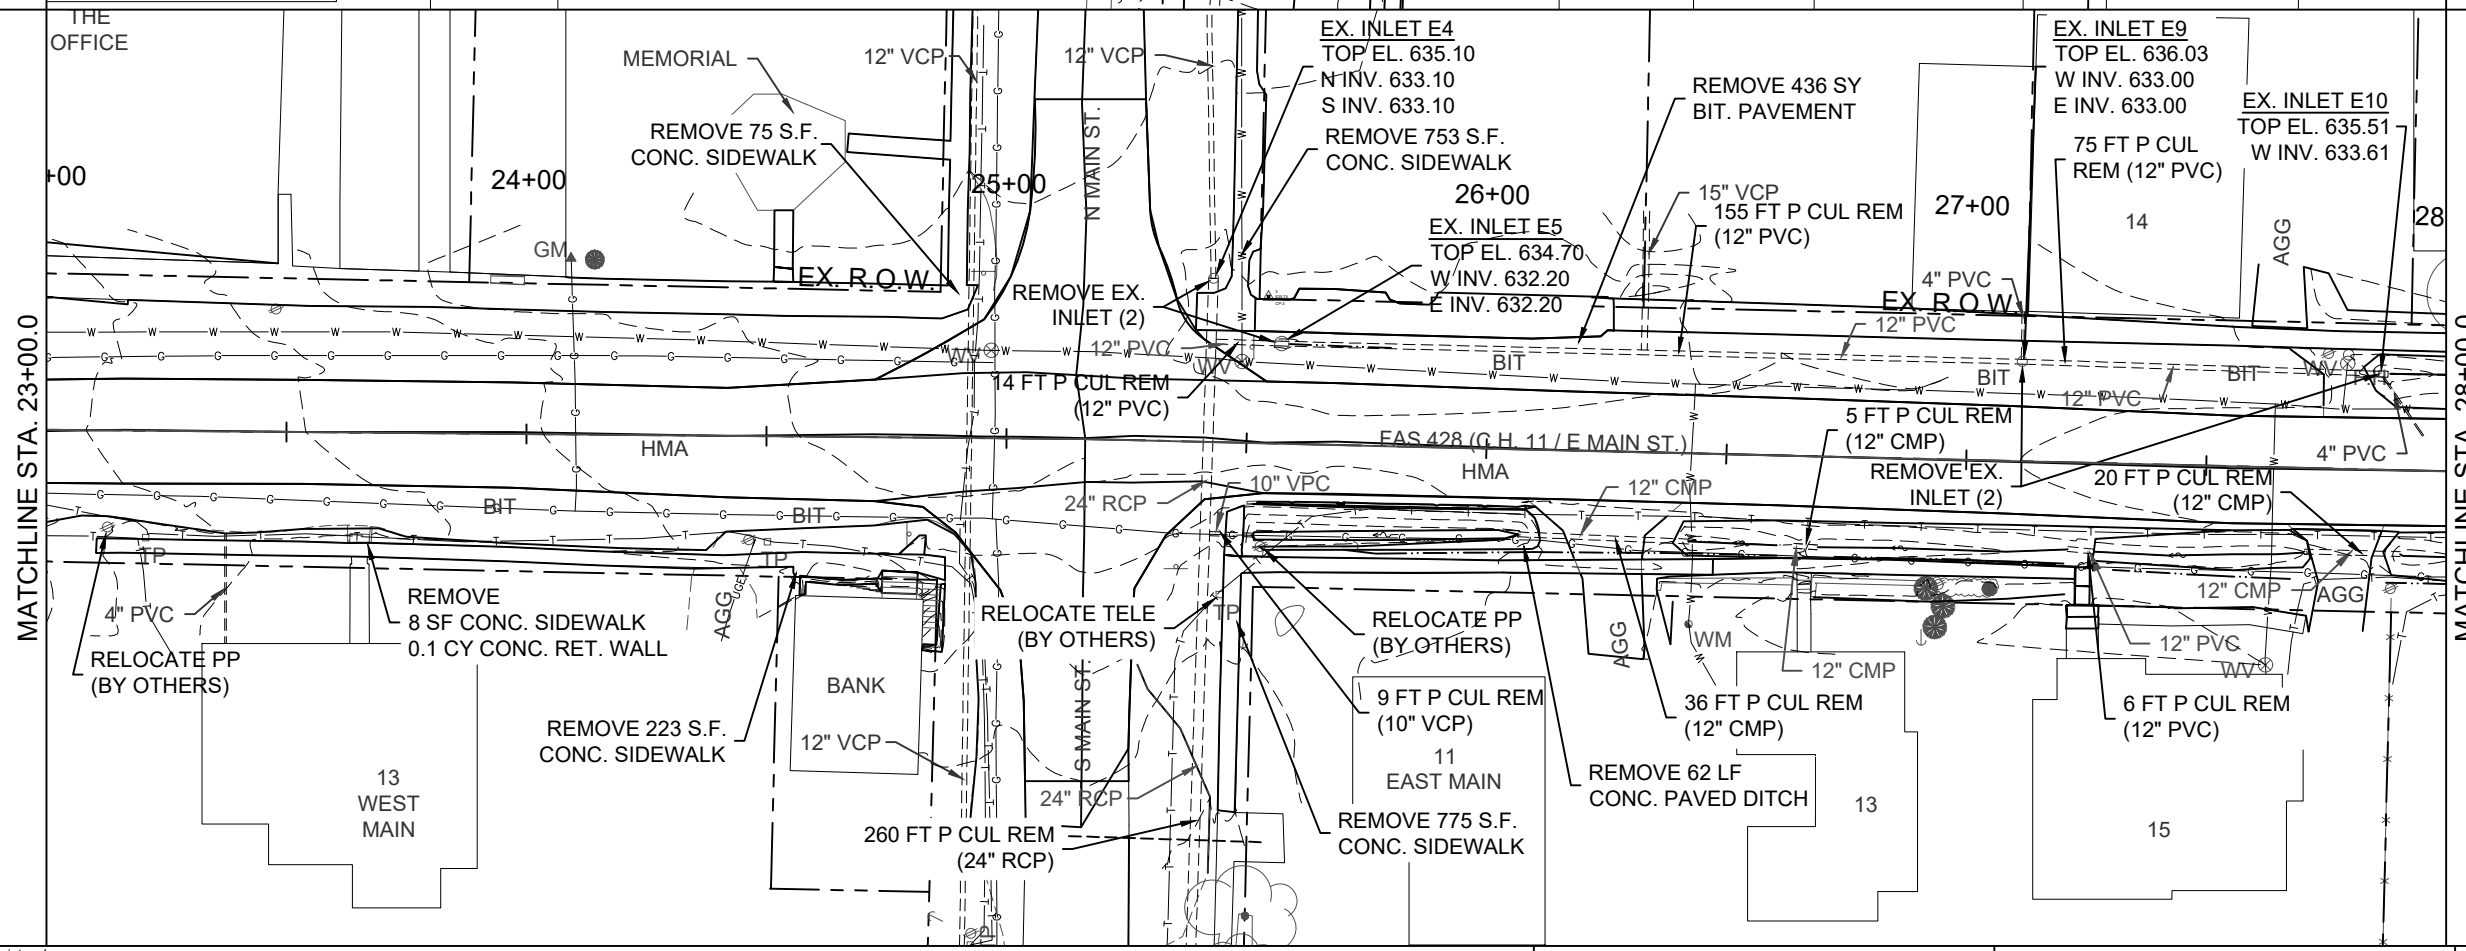 THE
OFFICE
MEMORIAL
12" VCP
12" VCP
EX. INLET E4
TOP EL. 635.10
N INV. 633.10
S INV. 633.10
REMOVE 75 S.F.
CONC. SIDEWALK
REMOVE 753 S.F.
CONC. SIDEWALK
REMOVE 436 SY
BIT. PAVEMENT
EX. INLET E9
TOP EL. 636.03
W INV. 633.00
E INV. 633.00
75 FT P CUL
REM (12" PVC)
EX. INLET E10
TOP EL. 635.51
W INV. 633.61
+00
24+00
25+00
N MAIN ST.
26+00
27+00
28
15" VCP
155 FT P CUL REM
(12" PVC)
14
AGG
EX. INLET E5
TOP EL. 634.70
W INV. 632.20
E INV. 632.20
GM
EX. R.O.W.
REMOVE EX.
INLET (2)
4" PVC
EX. R.O.W.
12" PVC
MATCHLINE STA. 23+00.0
MATCHLINE STA. 28+00.0
WV
12" PVC
WV
BIT
BIT
BIT
WV
14 FT P CUL REM
(12" PVC)
12" PVC
5 FT P CUL REM
(12" CMP)
HMA
FAS 428 (C.H. 11 / E MAIN ST.)
HMA
4" PVC
REMOVE EX.
INLET (2)
20 FT P CUL REM
(12" CMP)
24" RCP
10" VPC
12" CMP
BIT
BIT
TP
TP
UGE
AGG
4" PVC
REMOVE
8 SF CONC. SIDEWALK
0.1 CY CONC. RET. WALL
RELOCATE PP
(BY OTHERS)
RELOCATE TELE
(BY OTHERS)
TP
RELOCATE PP
(BY OTHERS)
AGG
WM
12" CMP
AGG
12" PVC
WV
12" CMP
BANK
S MAIN ST.
9 FT P CUL REM
(10" VCP)
36 FT P CUL REM
(12" CMP)
6 FT P CUL REM
(12" PVC)
REMOVE 223 S.F.
CONC. SIDEWALK
12" VCP
11
EAST MAIN
REMOVE 62 LF
CONC. PAVED DITCH
13
WEST
MAIN
24" RCP
13
15
260 FT P CUL REM
(24" RCP)
REMOVE 775 S.F.
CONC. SIDEWALK